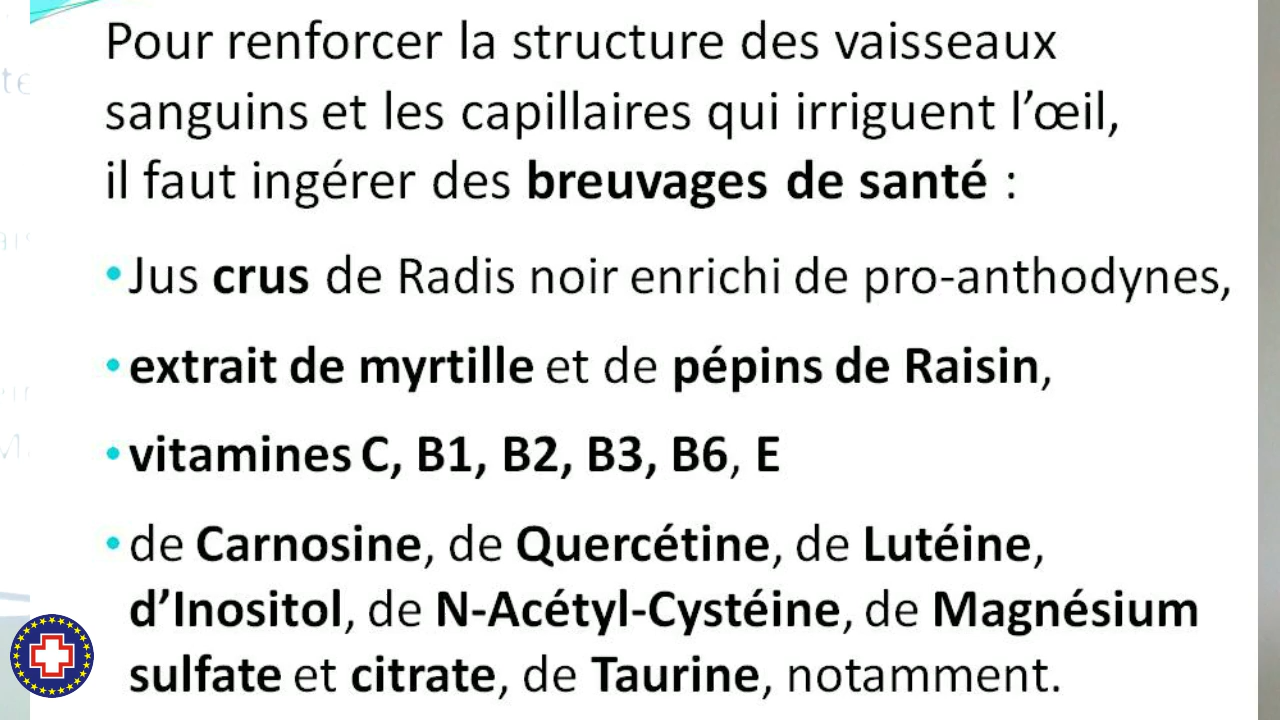 Pour renforcer la structure des vaisseaux
sanguins et les capillaires qui irriguent l’œil,
il faut ingérer des breuvages de santé :
•Jus crus de Radis noir enrichi de pro-anthodynes,
•extrait de myrtille et de pépins de Raisin,
•vitamines C, B1, B2, B3, B6, E
•de Carnosine, de Quercétine, de Lutéine,
d’Inositol, de N-Acétyl-Cystéine, de Magnésium
sulfate et citrate, de Taurine, notamment.